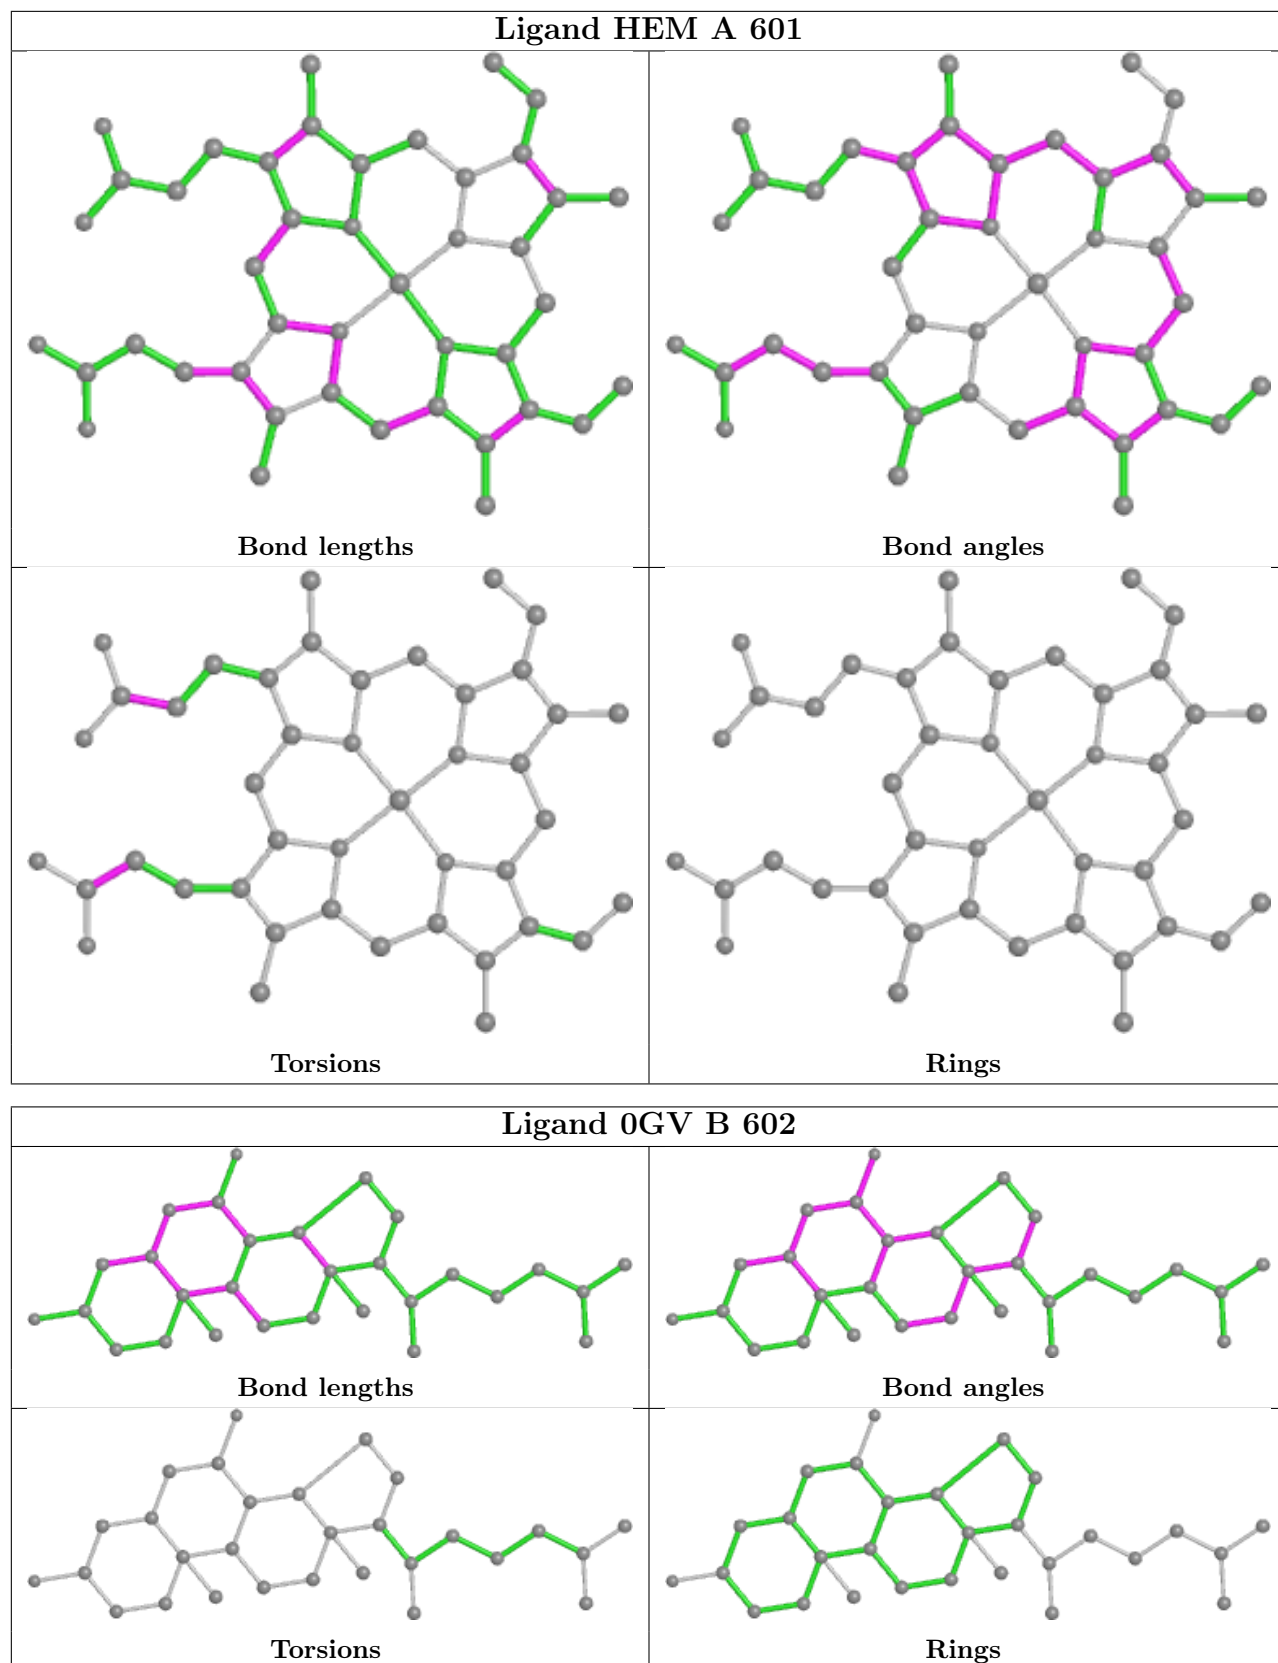 Ligand HEM A 601
Bond lengths
Bond angles
Torsions
Rings
Ligand 0GV B 602
Bond lengths
Bond angles
Torsions
Rings